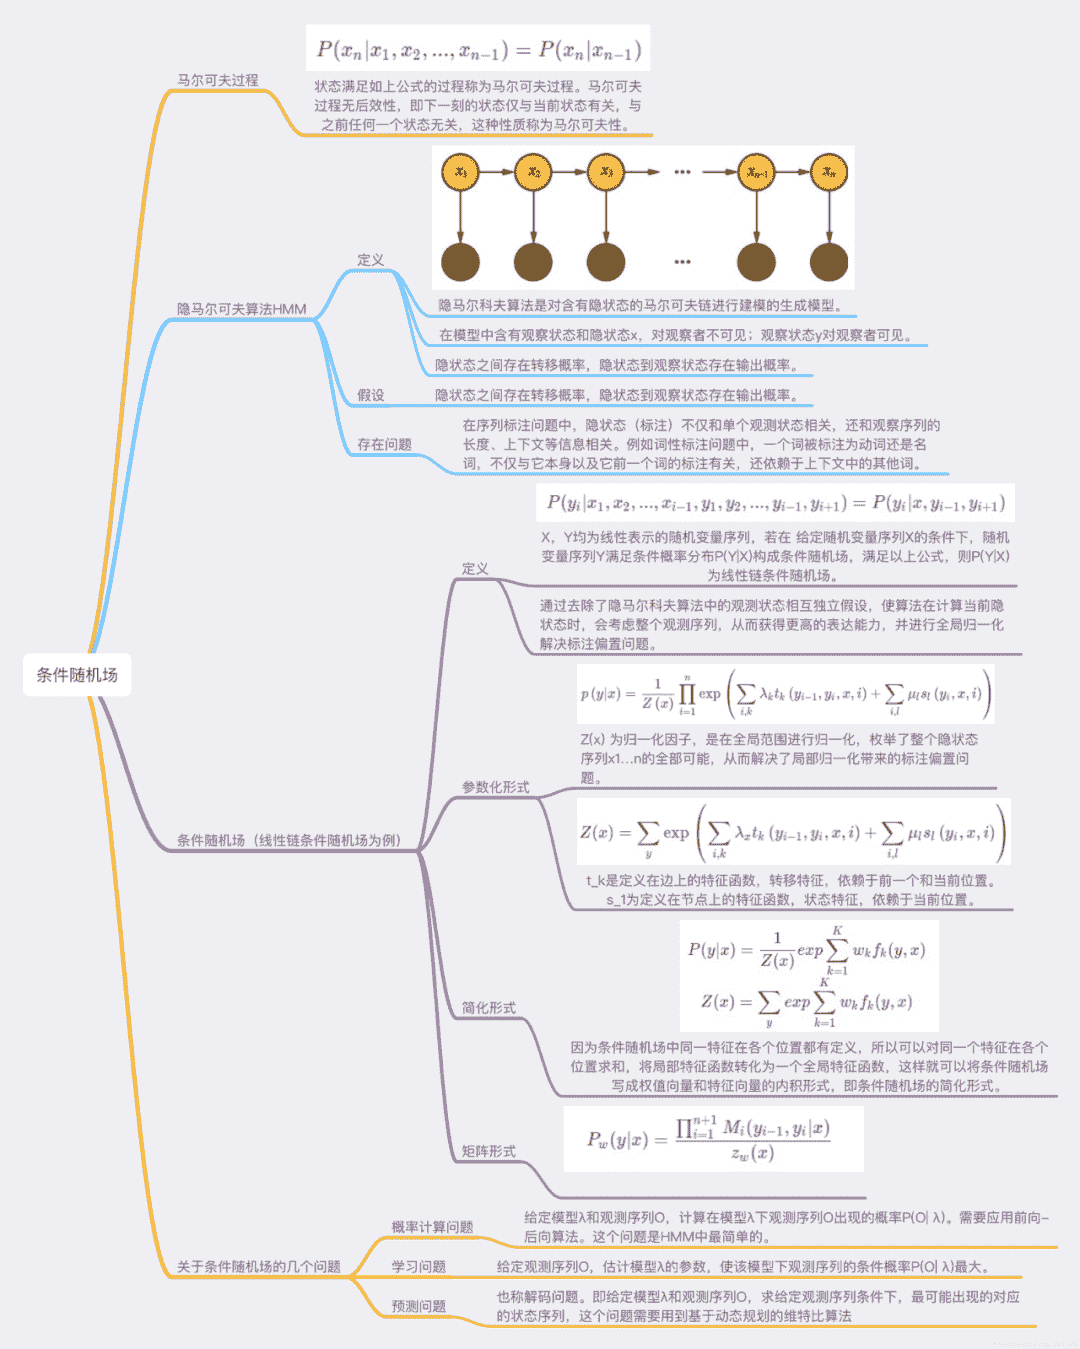 P(x_n|x_1, x_2, ..., x_{n-1}) = P(x_n|x_{n-1})
马尔可夫过程
状态满足如上公式的过程称为马尔可夫过程。马尔可夫
过程无后效性，即下一刻的状态仅与当前状态有关，与
之前任何一个状态无关，这种性质称为马尔可夫性。
x_1 x_2 x_3 ... x_{n-1} x_n
...
定义
隐马尔可夫算法HMM
隐马尔科夫算法是对含有隐状态的马尔可夫链进行建模的生成模型。
在模型中含有观察状态和隐状态x，对观察者不可见；观察状态y对观察者可见。
隐状态之间存在转移概率，隐状态到观察状态存在输出概率。
假设
隐状态之间存在转移概率，隐状态到观察状态存在输出概率。
存在问题
在序列标注问题中，隐状态（标注）不仅和单个观测状态相关，还和观察序列的
长度、上下文等信息相关。例如词性标注问题中，一个词被标注为动词还是名
词，不仅与它本身以及它前一个词的标注有关，还依赖于上下文中的其他词。
P(y_i|x_1, x_2, ..., x_{i-1}, y_1, y_2, ..., y_{i-1}, y_{i+1}) = P(y_i|x, y_{i-1}, y_{i+1})
X，Y均为线性表示的随机变量序列，若在 给定随机变量序列X的条件下，随机
变量序列Y满足条件概率分布P(Y|X)构成条件随机场，满足以上公式，则P(Y|X)
为线性链条件随机场。
定义
通过去除了隐马尔科夫算法中的观测状态相互独立假设，使算法在计算当前隐
状态时，会考虑整个观测序列，从而获得更高的表达能力，并进行全局归一化
解决标注偏置问题。
条件随机场
p(y|x) = \frac{1}{Z(x)} \prod_{i=1}^{n} exp ( \sum_{i,k} λ_k t_k (y_{i-1}, y_i, x, i) + \sum_{i,l} μ_l s_l (y_i, x, i) )
Z(x) 为归一化因子，是在全局范围进行归一化，枚举了整个隐状态
序列x1…n的全部可能，从而解决了局部归一化带来的标注偏置问
题。
参数化形式
Z(x) = \sum_{y} exp ( \sum_{i,k} λ_x t_k (y_{i-1}, y_i, x, i) + \sum_{i,l} μ_l s_l (y_i, x, i) )
条件随机场（线性链条件随机场为例）
t_k是定义在边上的特征函数，转移特征，依赖于前一个和当前位置。
s_1为定义在节点上的特征函数，状态特征，依赖于当前位置。
P(y|x) = \frac{1}{Z(x)} exp \sum_{k=1}^{K} w_k f_k(y, x)
Z(x) = \sum_{y} exp \sum_{k=1}^{K} w_k f_k(y, x)
简化形式
因为条件随机场中同一特征在各个位置都有定义，所以可以对同一个特征在各个
位置求和，将局部特征函数转化为一个全局特征函数，这样就可以将条件随机场
写成权值向量和特征向量的内积形式，即条件随机场的简化形式。
P_w(y|x) = \frac{\prod_{i=1}^{n+1} M_i(y_{i-1}, y_i|x)}{z_w(x)}
矩阵形式
概率计算问题
给定模型λ和观测序列O，计算在模型λ下观测序列O出现的概率P(O| λ)。需要应用前向-
后向算法。这个问题是HMM中最简单的。
关于条件随机场的几个问题
学习问题
给定观测序列O，估计模型λ的参数，使该模型下观测序列的条件概率P(O| λ)最大。
预测问题
也称解码问题。即给定模型λ和观测序列O，求给定观测序列条件下，最可能出现的对应
的状态序列，这个问题需要用到基于动态规划的维特比算法